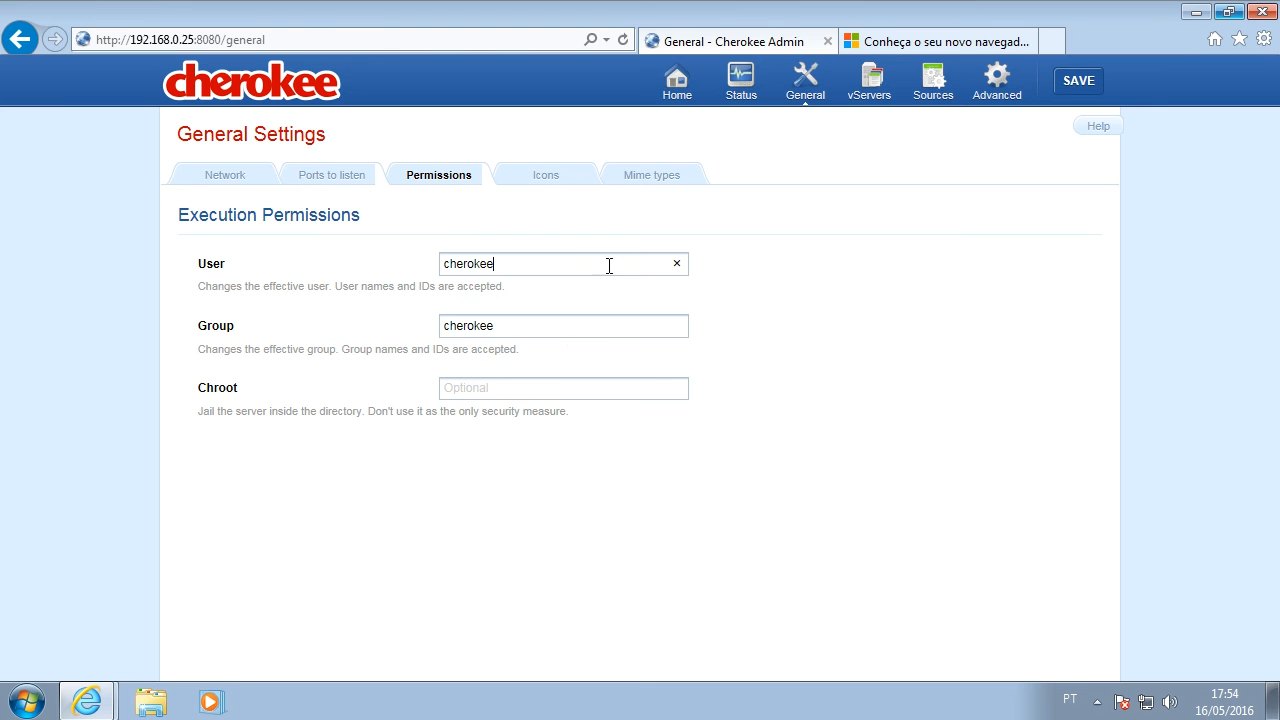 http://192.168.0.25:8080/general
General - Cherokee Admin
Conheça o seu novo navegad...
cherokee
Home
Status
General
vServers
Sources
Advanced
SAVE
General Settings
Help
Network
Ports to listen
Permissions
Icons
Mime types
Execution Permissions
User
cherokee
Changes the effective user. User names and IDs are accepted.
Group
cherokee
Changes the effective group. Group names and IDs are accepted.
Chroot
Optional
Jail the server inside the directory. Don't use it as the only security measure.
PT
17:54
16/05/2016